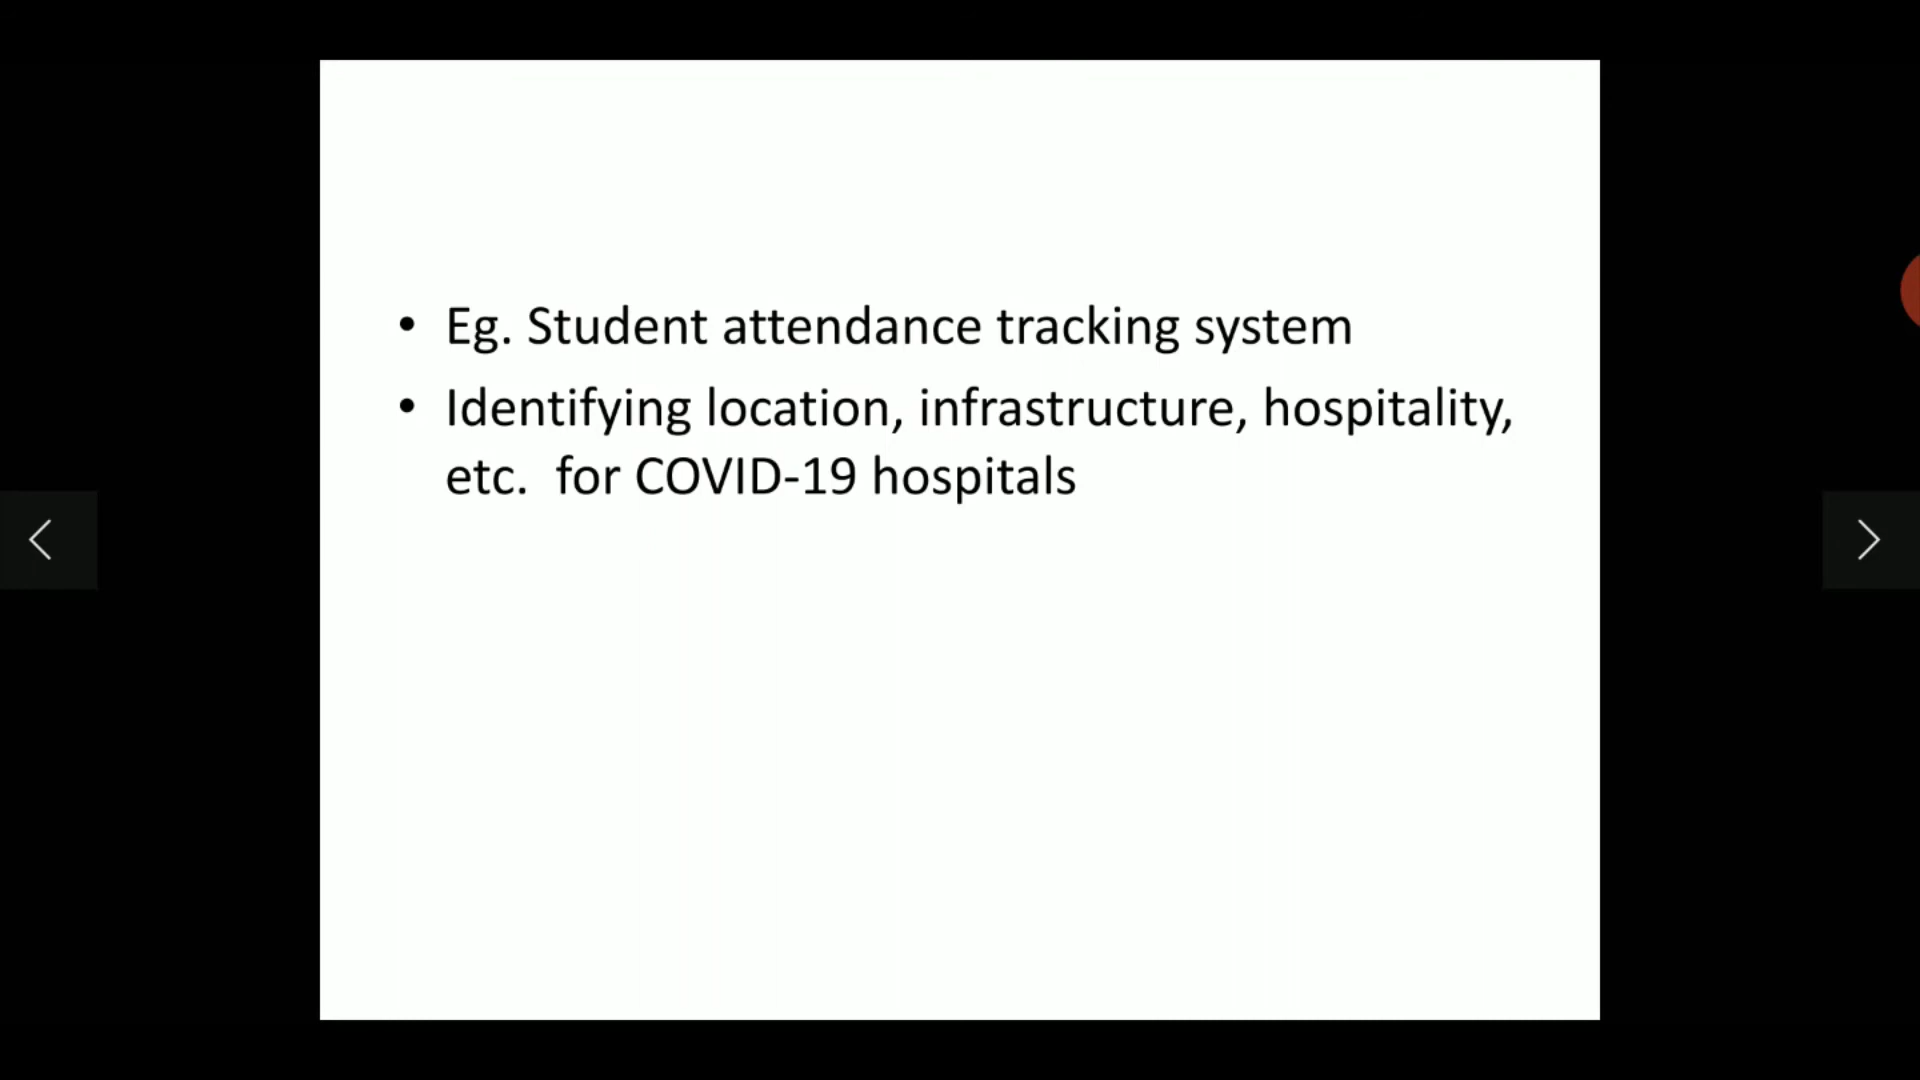 • Eg. Student attendance tracking system
• Identifying location, infrastructure, hospitality,
etc.  for COVID-19 hospitals